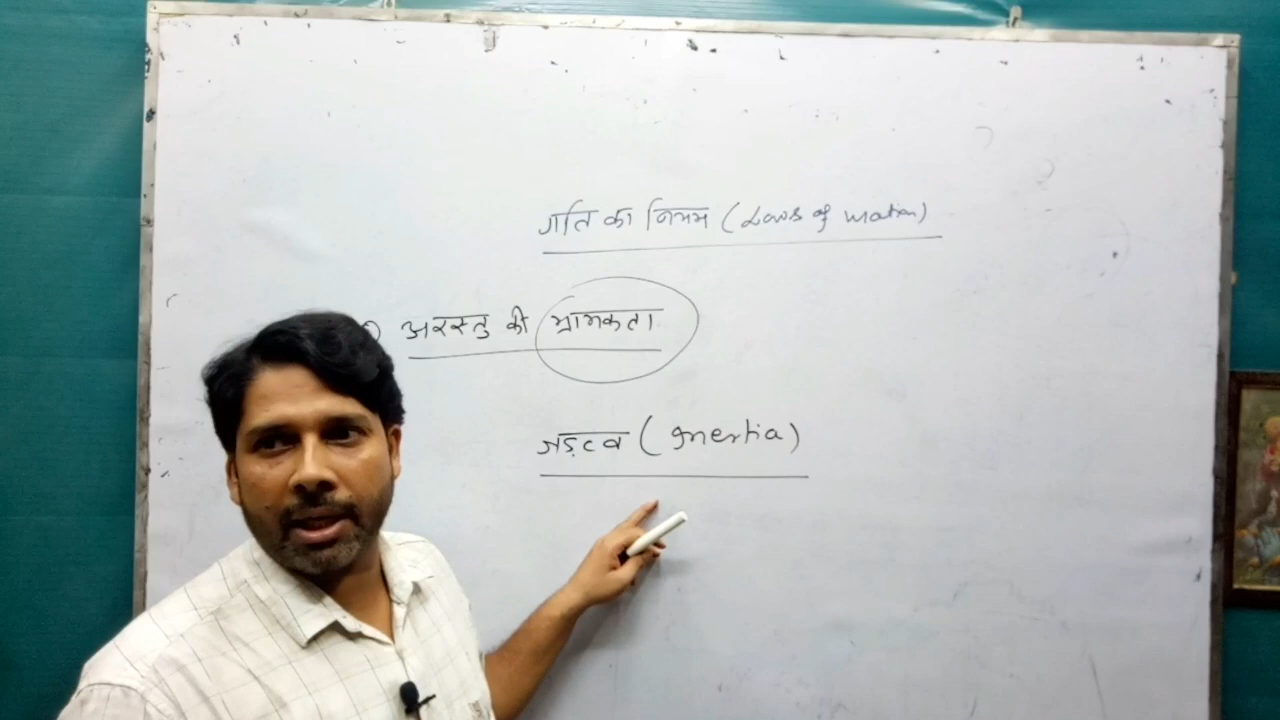 गति का नियम (Laws of Motion)
अरस्तु की भ्रामकता
जड़त्व (Inertia)